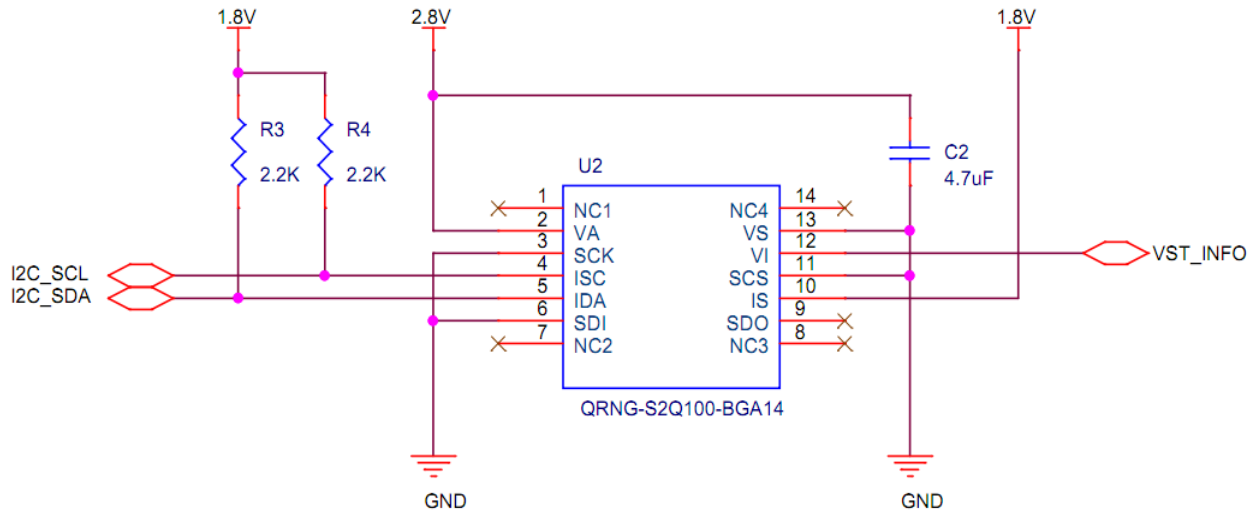 1.8V
2.8V
1.8V
R3
2.2K
R4
2.2K
C2
4.7uF
U2
1
NC1
2
VA
3
SCK
4
ISC
5
IDA
6
SDI
7
NC2
14
NC4
13
VS
12
VI
11
SCS
10
IS
9
SDO
8
NC3
I2C_SCL
I2C_SDA
VST_INFO
QRNG-S2Q100-BGA14
GND
GND